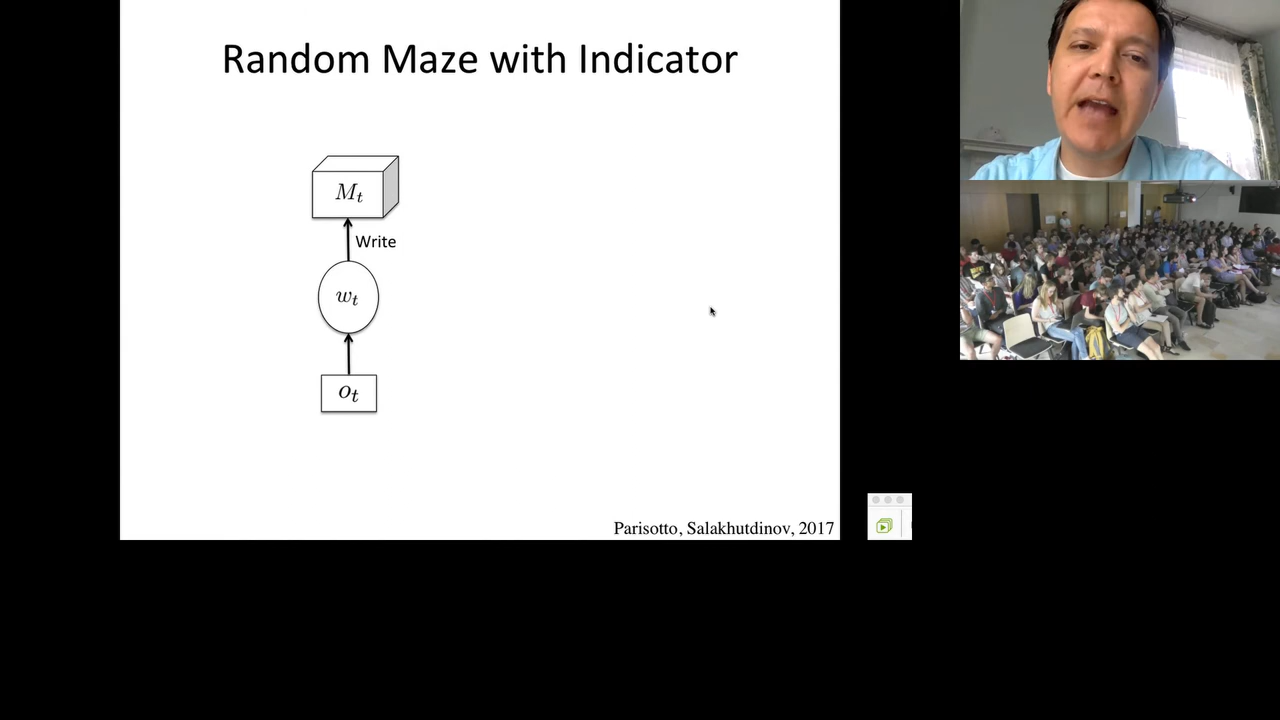 Random Maze with Indicator
M_t
Write
w_t
o_t
Parisotto, Salakhutdinov, 2017